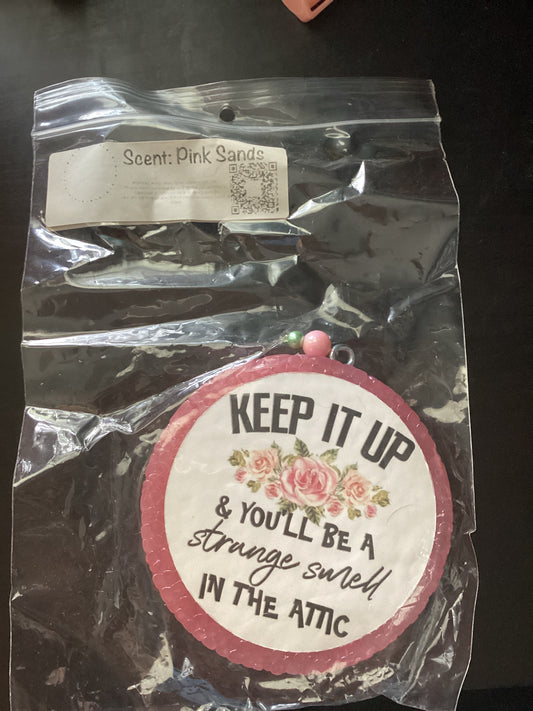 Scent: Pink Sands
KEEP IT UP
& YOU'LL BE A
strange smell
IN THE ATTIC